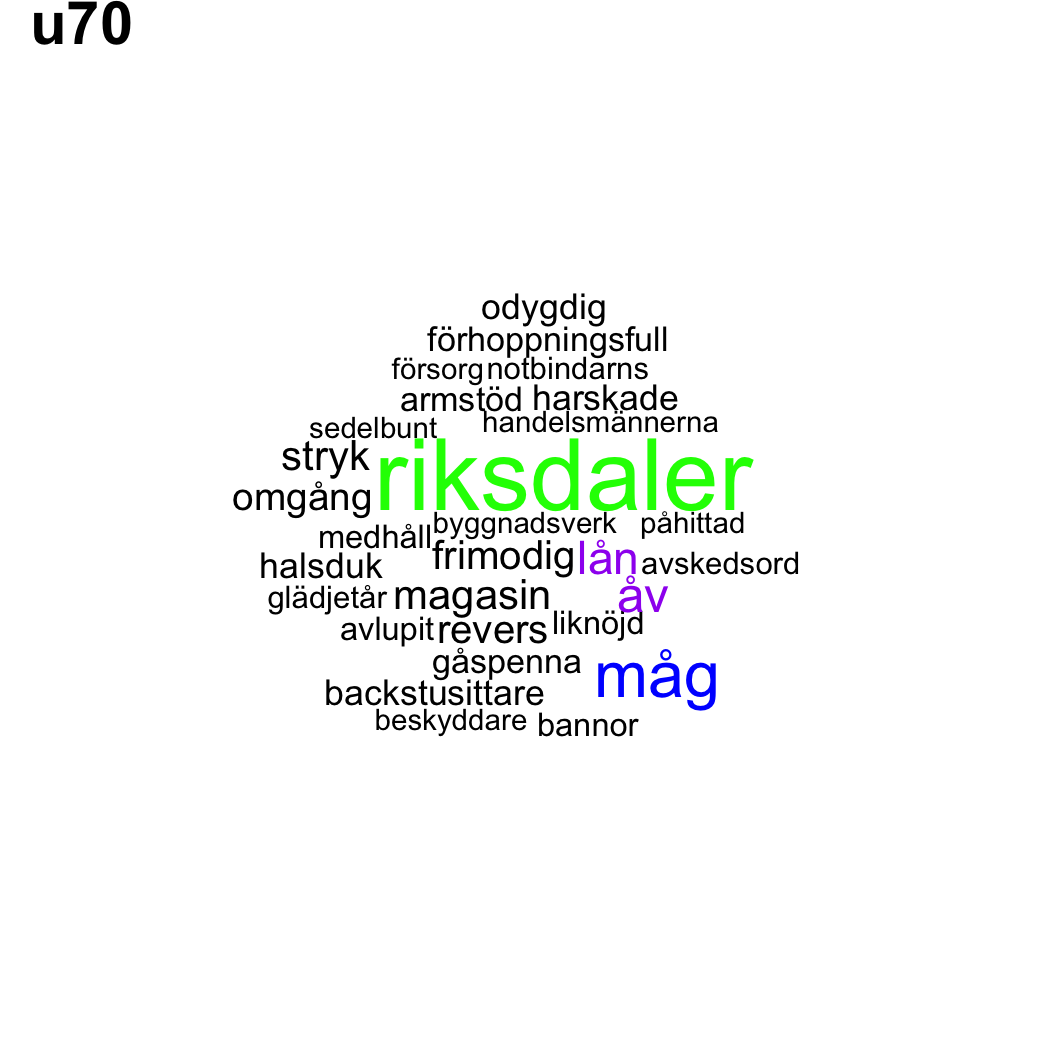 u70
odygdig
förhoppningsfull
försorg notbindarns
armstöd harskade
sedelbunt handelsmännerna
stryk riksdaler
omgång
byggnadsverk påhittad
medhåll frimodig lån avskedsord
halsduk
glädjetår magasin åv
avlupit revers liknöjd
gåspenna måg
backstusittare
beskyddare bannor